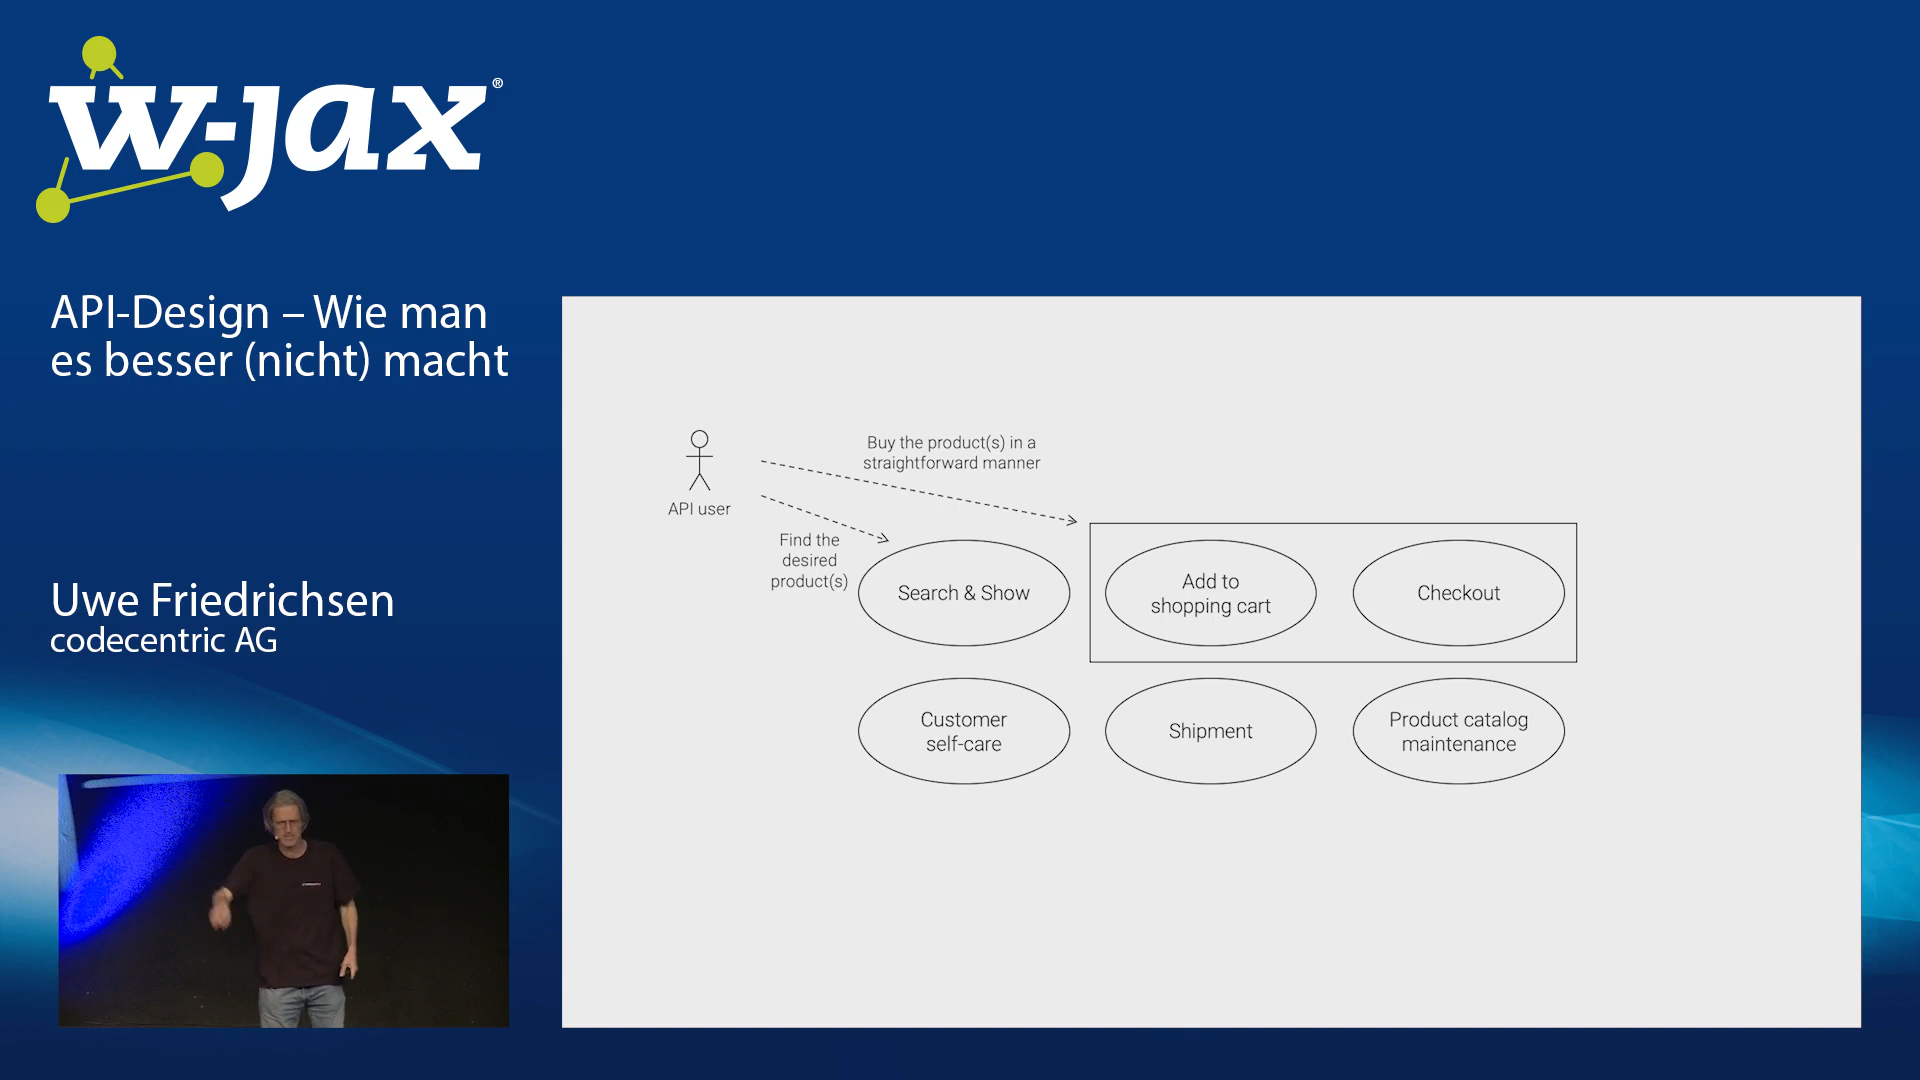 w-jax®
API-Design – Wie man
es besser (nicht) macht
Uwe Friedrichsen
codecentric AG
Buy the product(s) in a
straightforward manner
API user
Find the
desired
product(s)
Search & Show
Add to
shopping cart
Checkout
Customer
self-care
Shipment
Product catalog
maintenance